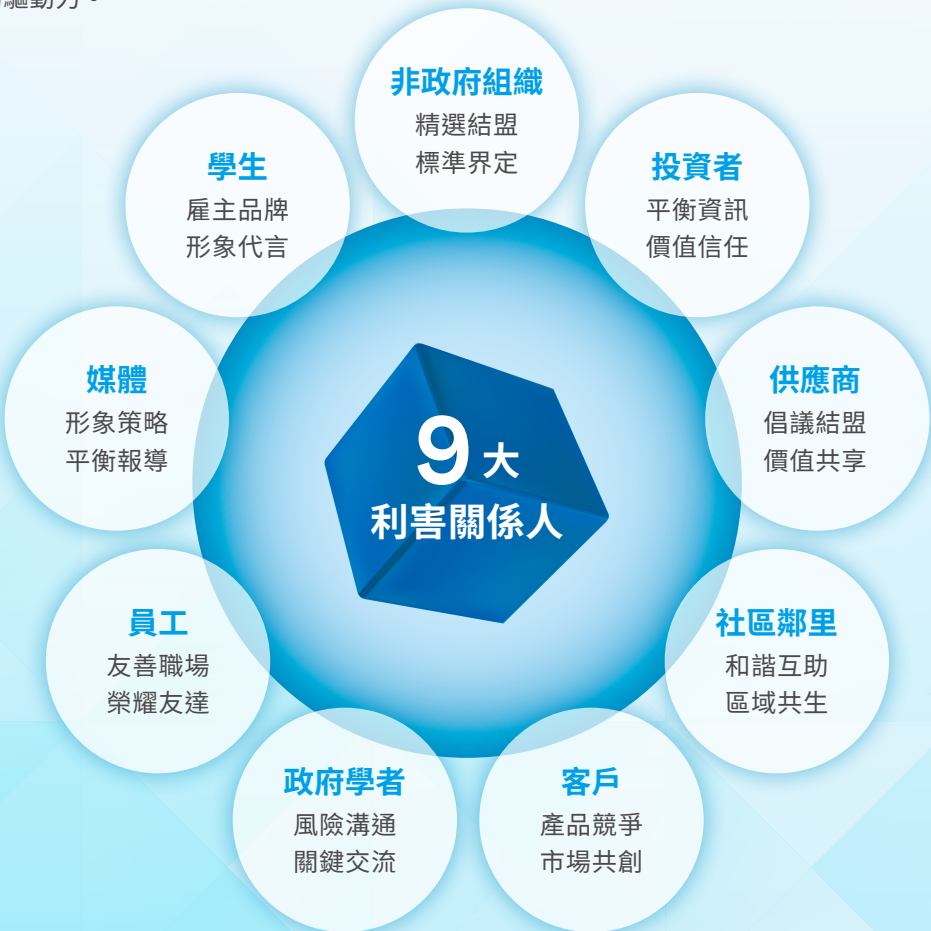 驅動力。
非政府組織
精選結盟
標準界定
投資者
平衡資訊
價值信任
供應商
倡議結盟
價值共享
社區鄰里
和諧互助
區域共生
客戶
產品競爭
市場共創
政府學者
風險溝通
關鍵交流
員工
友善職場
榮耀友達
媒體
形象策略
平衡報導
學生
雇主品牌
形象代言
9大
利害關係人